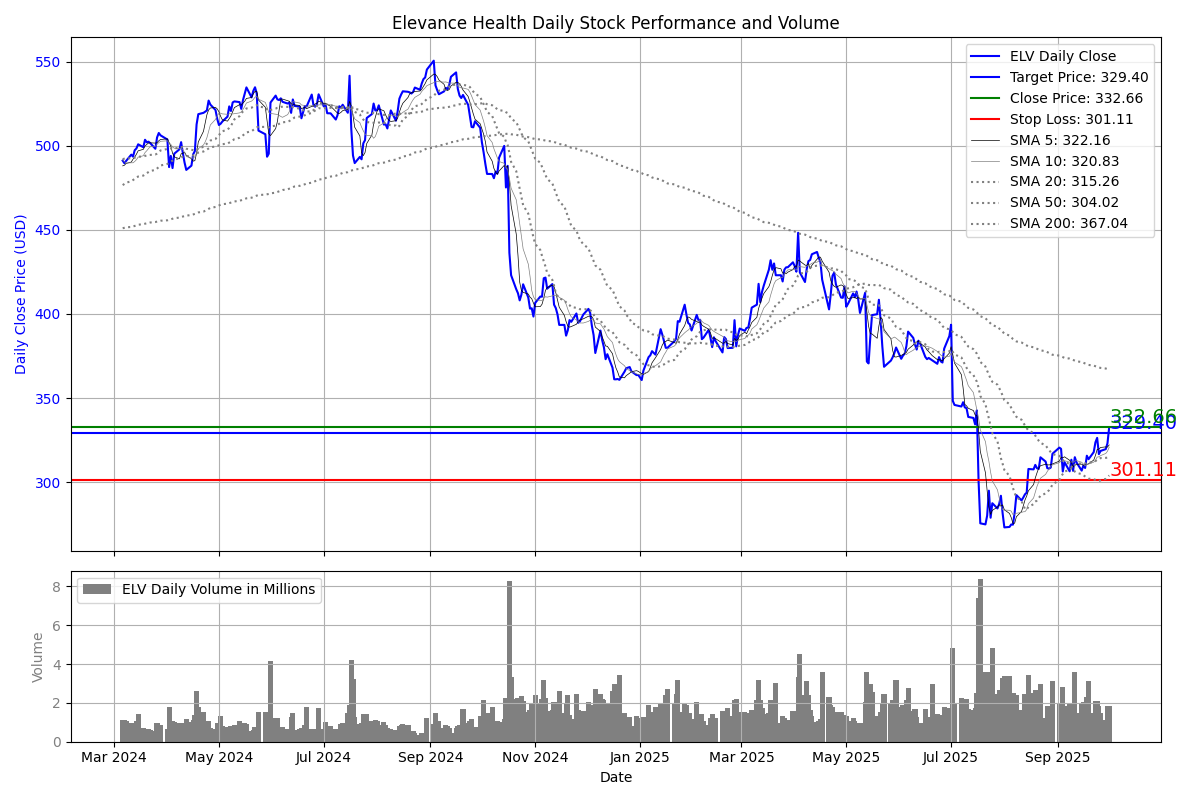 Elevance Health Daily Stock Performance and Volume
550
500
450
400
350
300
Daily Close Price (USD)
ELV Daily Close
Target Price: 329.40
Close Price: 332.66
Stop Loss: 301.11
SMA 5: 322.16
SMA 10: 320.83
SMA 20: 315.26
SMA 50: 304.02
SMA 200: 367.04
332.66
329.40
301.11
8
6
4
2
0
Volume
ELV Daily Volume in Millions
Mar 2024
May 2024
Jul 2024
Sep 2024
Nov 2024
Jan 2025
Mar 2025
May 2025
Jul 2025
Sep 2025
Date